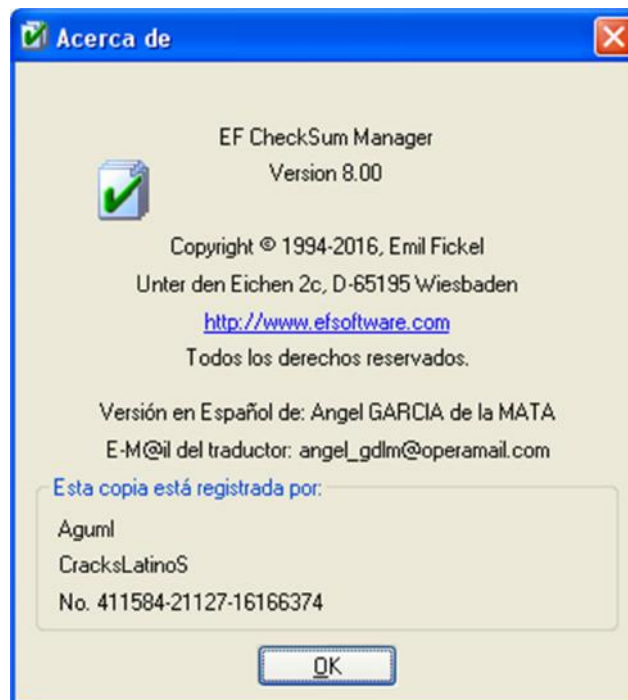 Acerca de
EF CheckSum Manager
Version 8.00
Copyright © 1994-2016, Emil Fickel
Unter den Eichen 2c, D-65195 Wiesbaden
http://www.efsoftware.com
Todos los derechos reservados.
Versión en Español de: Angel GARCIA de la MATA
E-M@il del traductor: angel_gdlm@operamail.com
Esta copia está registrada por:
Aguml
CracksLatinoS
No. 411584-21127-16166374
OK